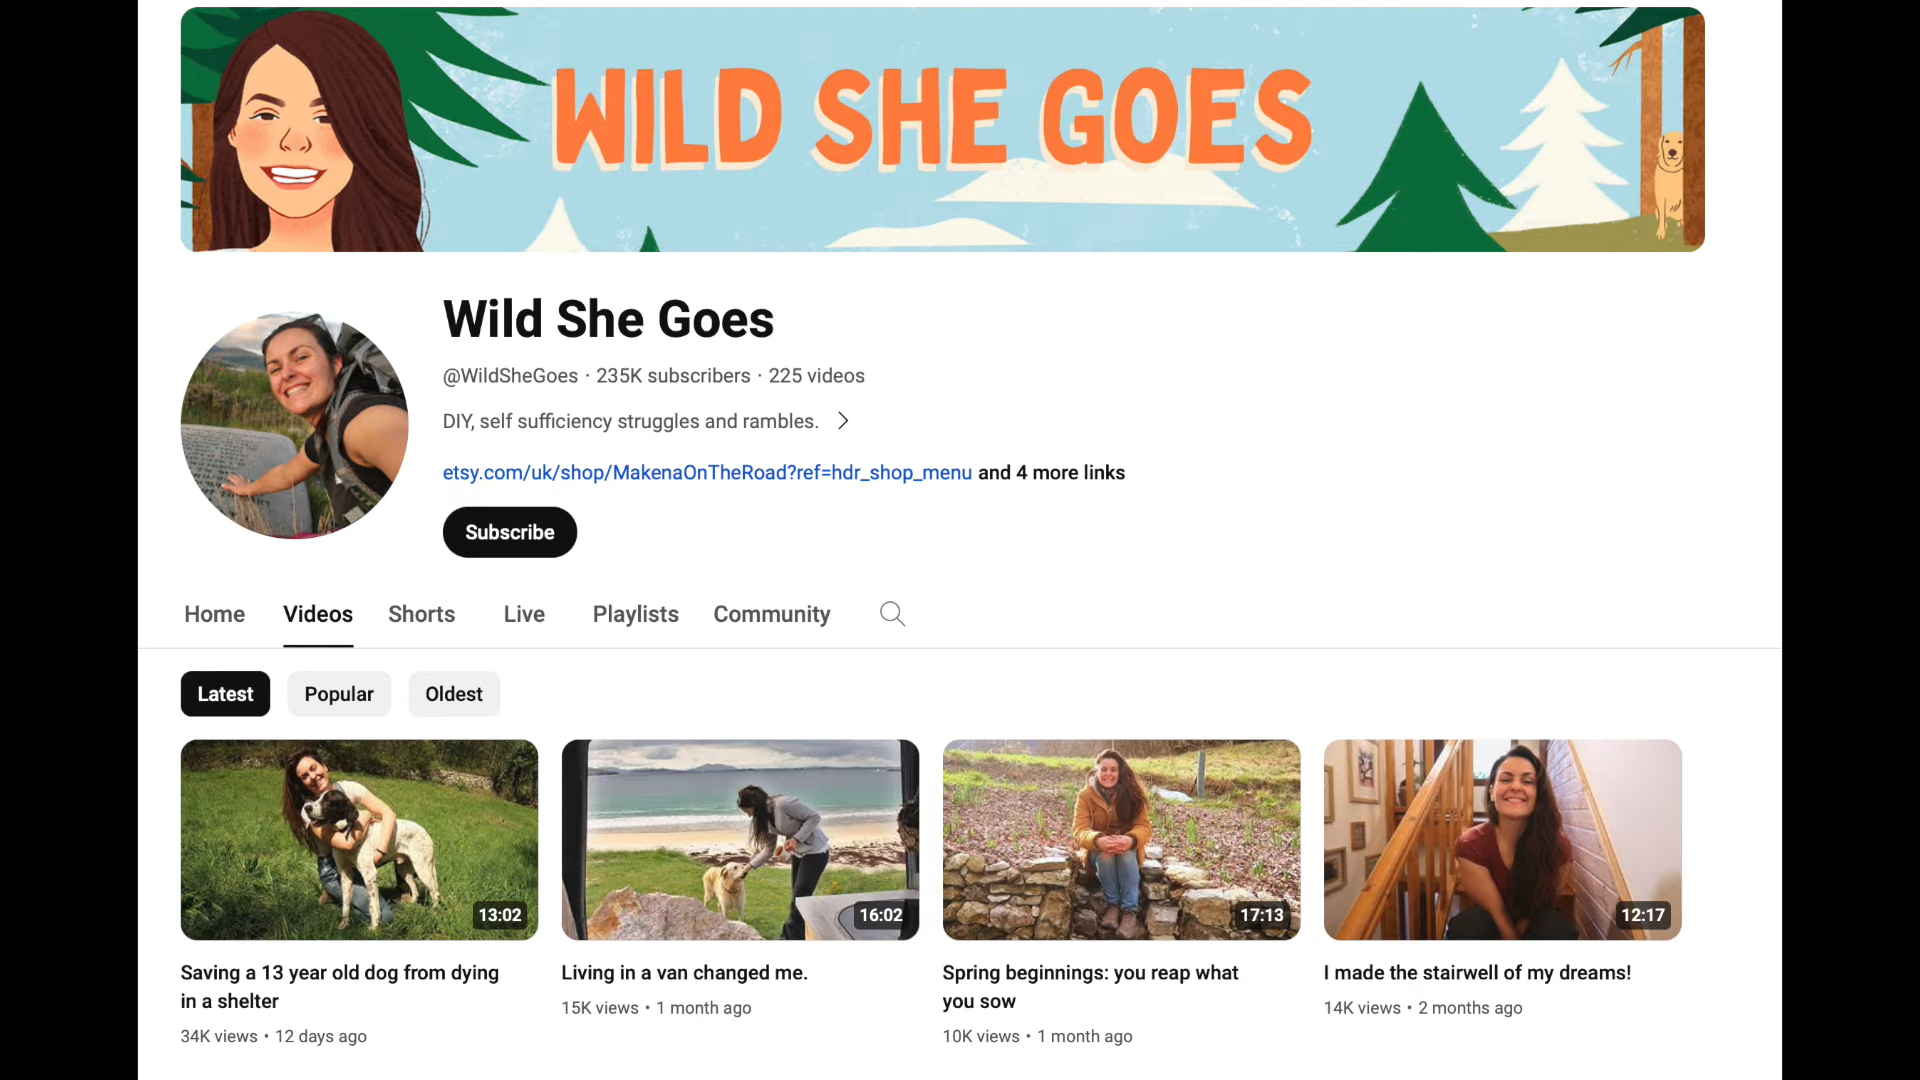 WILD SHE GOES
Wild She Goes
@WildSheGoes · 235K subscribers · 225 videos
DIY, self sufficiency struggles and rambles.
etsy.com/uk/shop/MakenaOnTheRoad?ref=hdr_shop_menu and 4 more links
Subscribe
Home Videos Shorts Live Playlists Community
Latest Popular Oldest
13:02 16:02 17:13 12:17
Saving a 13 year old dog from dying
in a shelter
34K views • 12 days ago
Living in a van changed me.
15K views • 1 month ago
Spring beginnings: you reap what
you sow
10K views • 1 month ago
I made the stairwell of my dreams!
14K views • 2 months ago